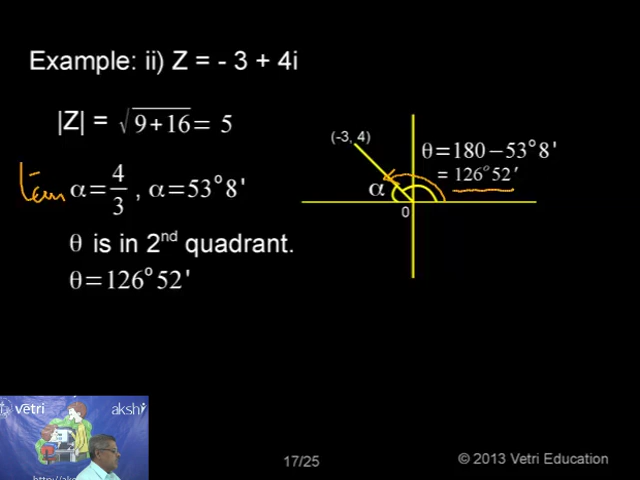 Example: ii) Z = - 3 + 4i
|Z| = √9+16 = 5
(-3, 4)
θ=180−53°8'
= 126°52'
tan α=4/3 , α=53°8'
α
0
θ is in 2nd quadrant.
θ=126°52'
vetri akshi
17/25
© 2013 Vetri Education